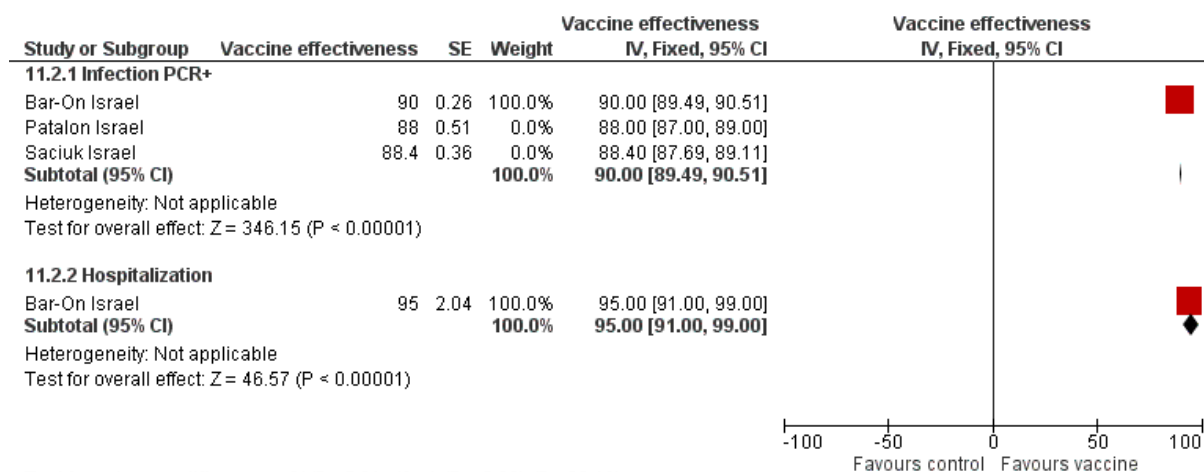 Vaccine effectiveness Vaccine effectiveness
Study or Subgroup Vaccine effectiveness SE Weight IV, Fixed, 95% CI IV, Fixed, 95% CI
11.2.1 Infection PCR+
Bar-On Israel 90 0.26 100.0% 90.00 [89.49, 90.51]
Patalon Israel 88 0.51 0.0% 88.00 [87.00, 89.00]
Saciuk Israel 88.4 0.36 0.0% 88.40 [87.69, 89.11]
Subtotal (95% CI) 100.0% 90.00 [89.49, 90.51]
Heterogeneity: Not applicable
Test for overall effect: Z = 346.15 (P < 0.00001)
11.2.2 Hospitalization
Bar-On Israel 95 2.04 100.0% 95.00 [91.00, 99.00]
Subtotal (95% CI) 100.0% 95.00 [91.00, 99.00]
Heterogeneity: Not applicable
Test for overall effect: Z = 46.57 (P < 0.00001)
-100 -50 0 50 100
Favours control Favours vaccine